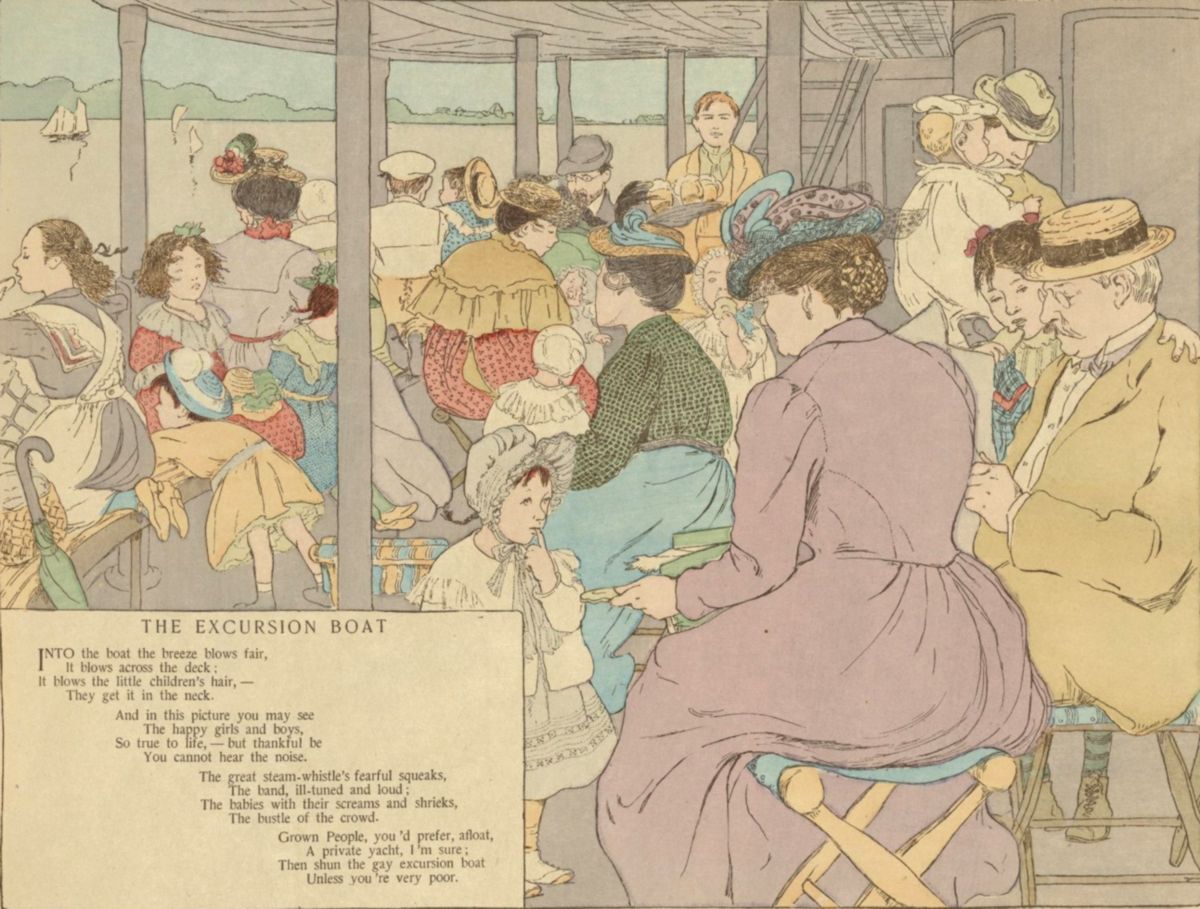 THE EXCURSION BOAT
INTO the boat the breeze blows fair,
It blows across the deck;
It blows the little children's hair, —
They get it in the neck.
And in this picture you may see
The happy girls and boys,
So true to life, — but thankful be
You cannot hear the noise.
The great steam-whistle's fearful squeaks,
The band, ill-tuned and loud;
The babies with their screams and shrieks,
The bustle of the crowd.
Grown People, you'd prefer, afloat,
A private yacht, I'm sure;
Then shun the gay excursion boat
Unless you're very poor.